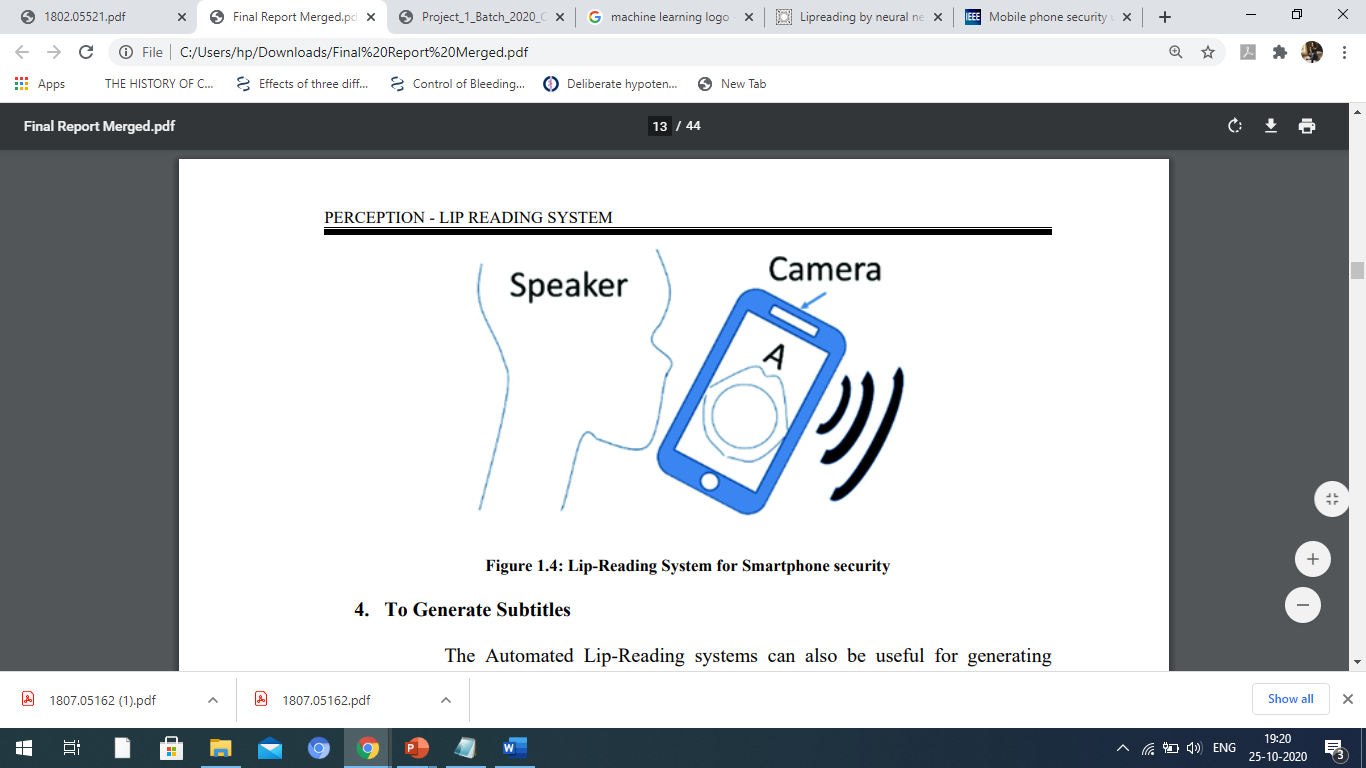 1802.05521.pdf
Final Report Merged.pd
Project_1_Batch_2020_C
machine learning logo
Lipreading by neural ne
IEEE Mobile phone security
File C:/Users/hp/Downloads/Final%20Report%20Merged.pdf
Apps THE HISTORY OF C... Effects of three diff... Control of Bleeding... Deliberate hypoten... New Tab
Final Report Merged.pdf 13 / 44
PERCEPTION - LIP READING SYSTEM
Speaker
Camera
A
Figure 1.4: Lip-Reading System for Smartphone security
4. To Generate Subtitles
The Automated Lip-Reading systems can also be useful for generating
1807.05162 (1).pdf 1807.05162.pdf Show all
ENG 19:20
25-10-2020 3